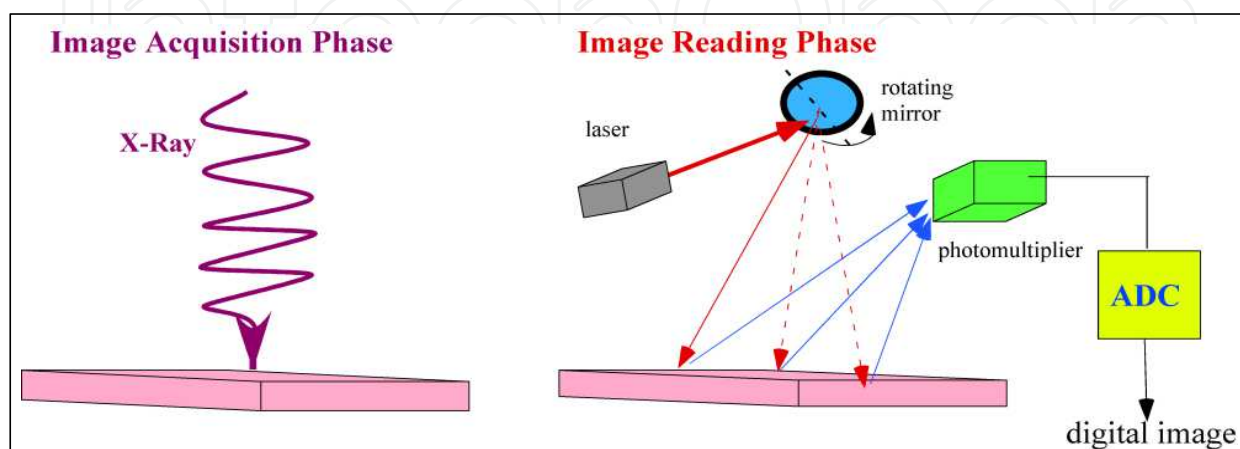 Image Acquisition Phase
X-Ray
Image Reading Phase
laser
rotating
mirror
photomultiplier
ADC
digital image